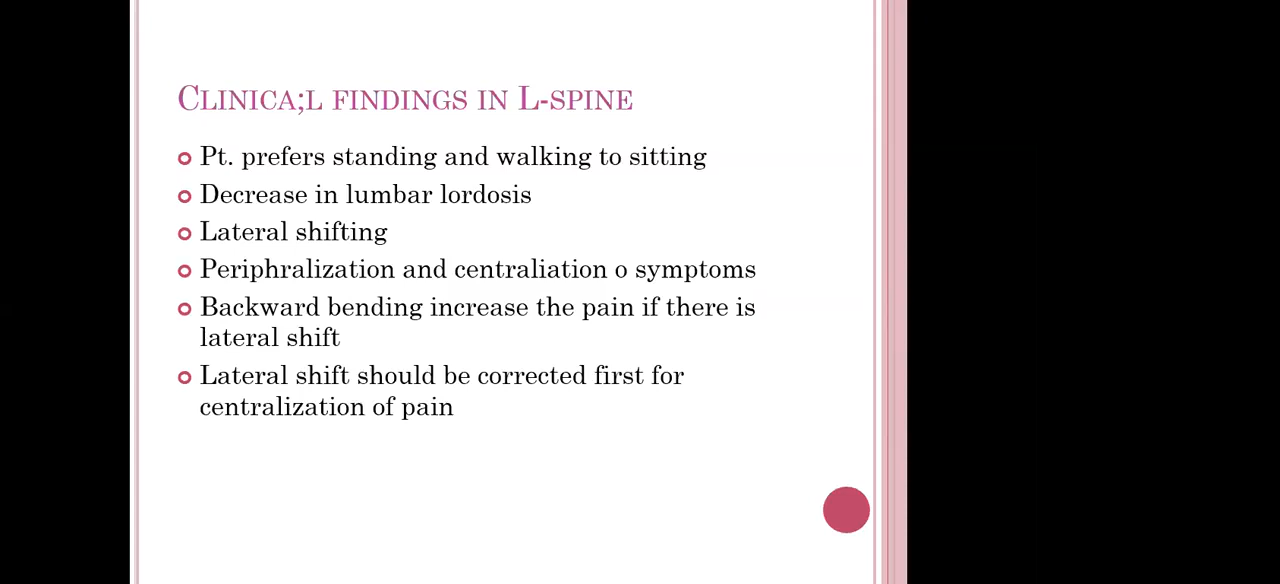 CLINICA;L FINDINGS IN L-SPINE
Pt. prefers standing and walking to sitting
Decrease in lumbar lordosis
Lateral shifting
Periphralization and centraliation o symptoms
Backward bending increase the pain if there is
lateral shift
Lateral shift should be corrected first for
centralization of pain